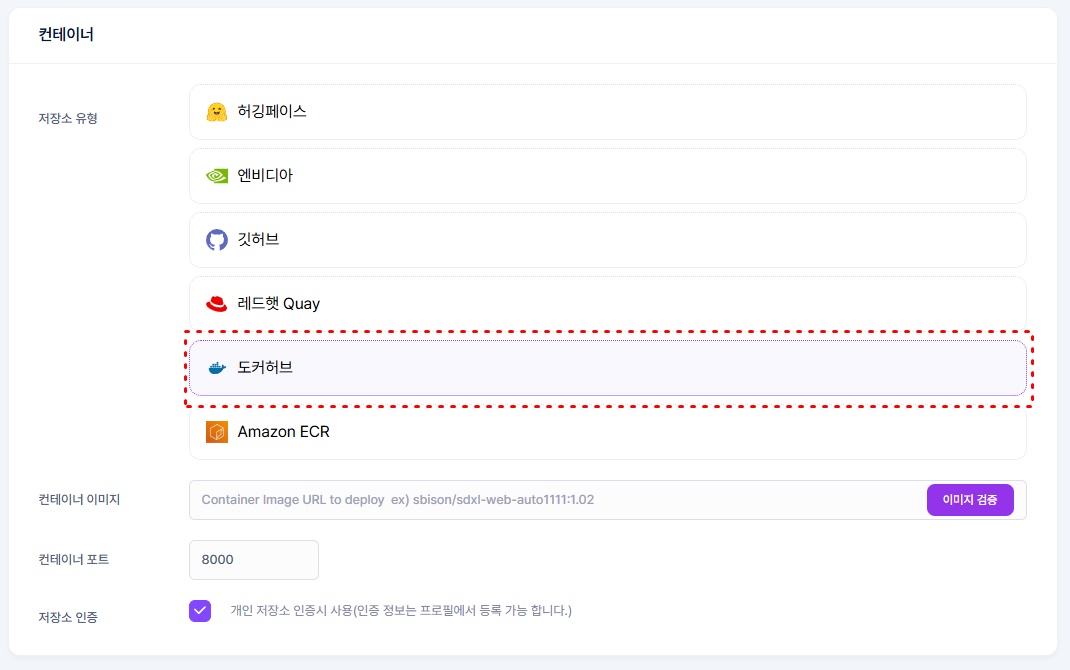 컨테이너
저장소 유형
허깅페이스
엔비디아
깃허브
레드햇 Quay
도커허브
Amazon ECR
컨테이너 이미지
Container Image URL to deploy ex) sbison/sdxl-web-auto1111:1.02
이미지 검증
컨테이너 포트
8000
저장소 인증
개인 저장소 인증시 사용(인증 정보는 프로필에서 등록 가능 합니다.)